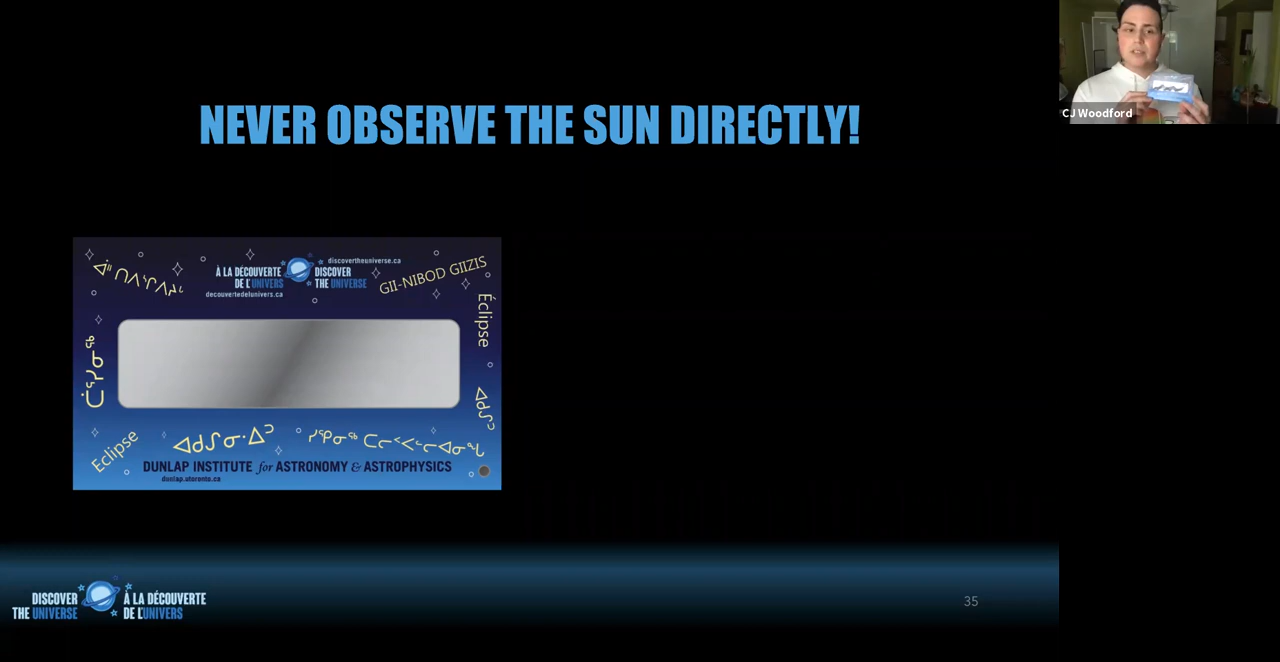 CJ Woodford
NEVER OBSERVE THE SUN DIRECTLY!
discovertheuniverse.ca
À LA DÉCOUVERTE
DE L'UNIVERS
DISCOVER
THE UNIVERSE
decouvertedelunivers.ca
GII-NIBOD GIIZIS
Éclipse
Eclipse
DUNLAP INSTITUTE for ASTRONOMY & ASTROPHYSICS
dunlap.utoronto.ca
DISCOVER
THE UNIVERSE
À LA DÉCOUVERTE
DE L'UNIVERS
35